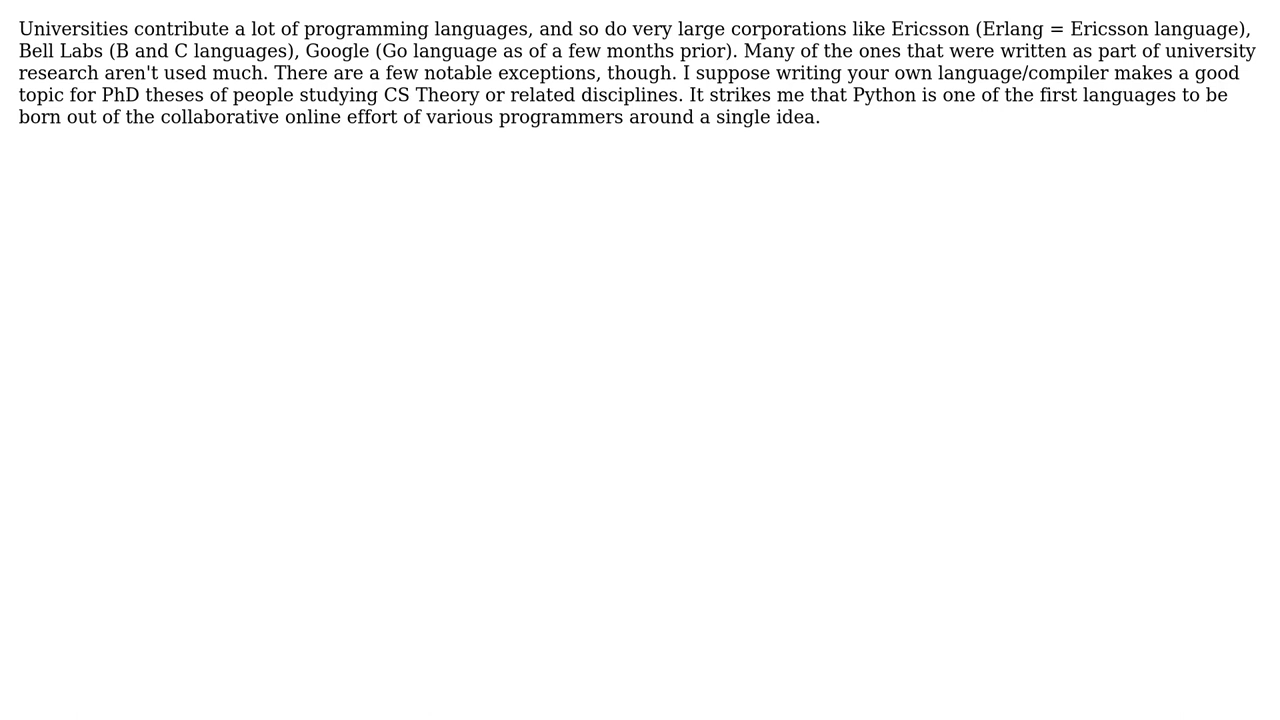 Universities contribute a lot of programming languages, and so do very large corporations like Ericsson (Erlang = Ericsson language),
Bell Labs (B and C languages), Google (Go language as of a few months prior). Many of the ones that were written as part of university
research aren't used much. There are a few notable exceptions, though. I suppose writing your own language/compiler makes a good
topic for PhD theses of people studying CS Theory or related disciplines. It strikes me that Python is one of the first languages to be
born out of the collaborative online effort of various programmers around a single idea.